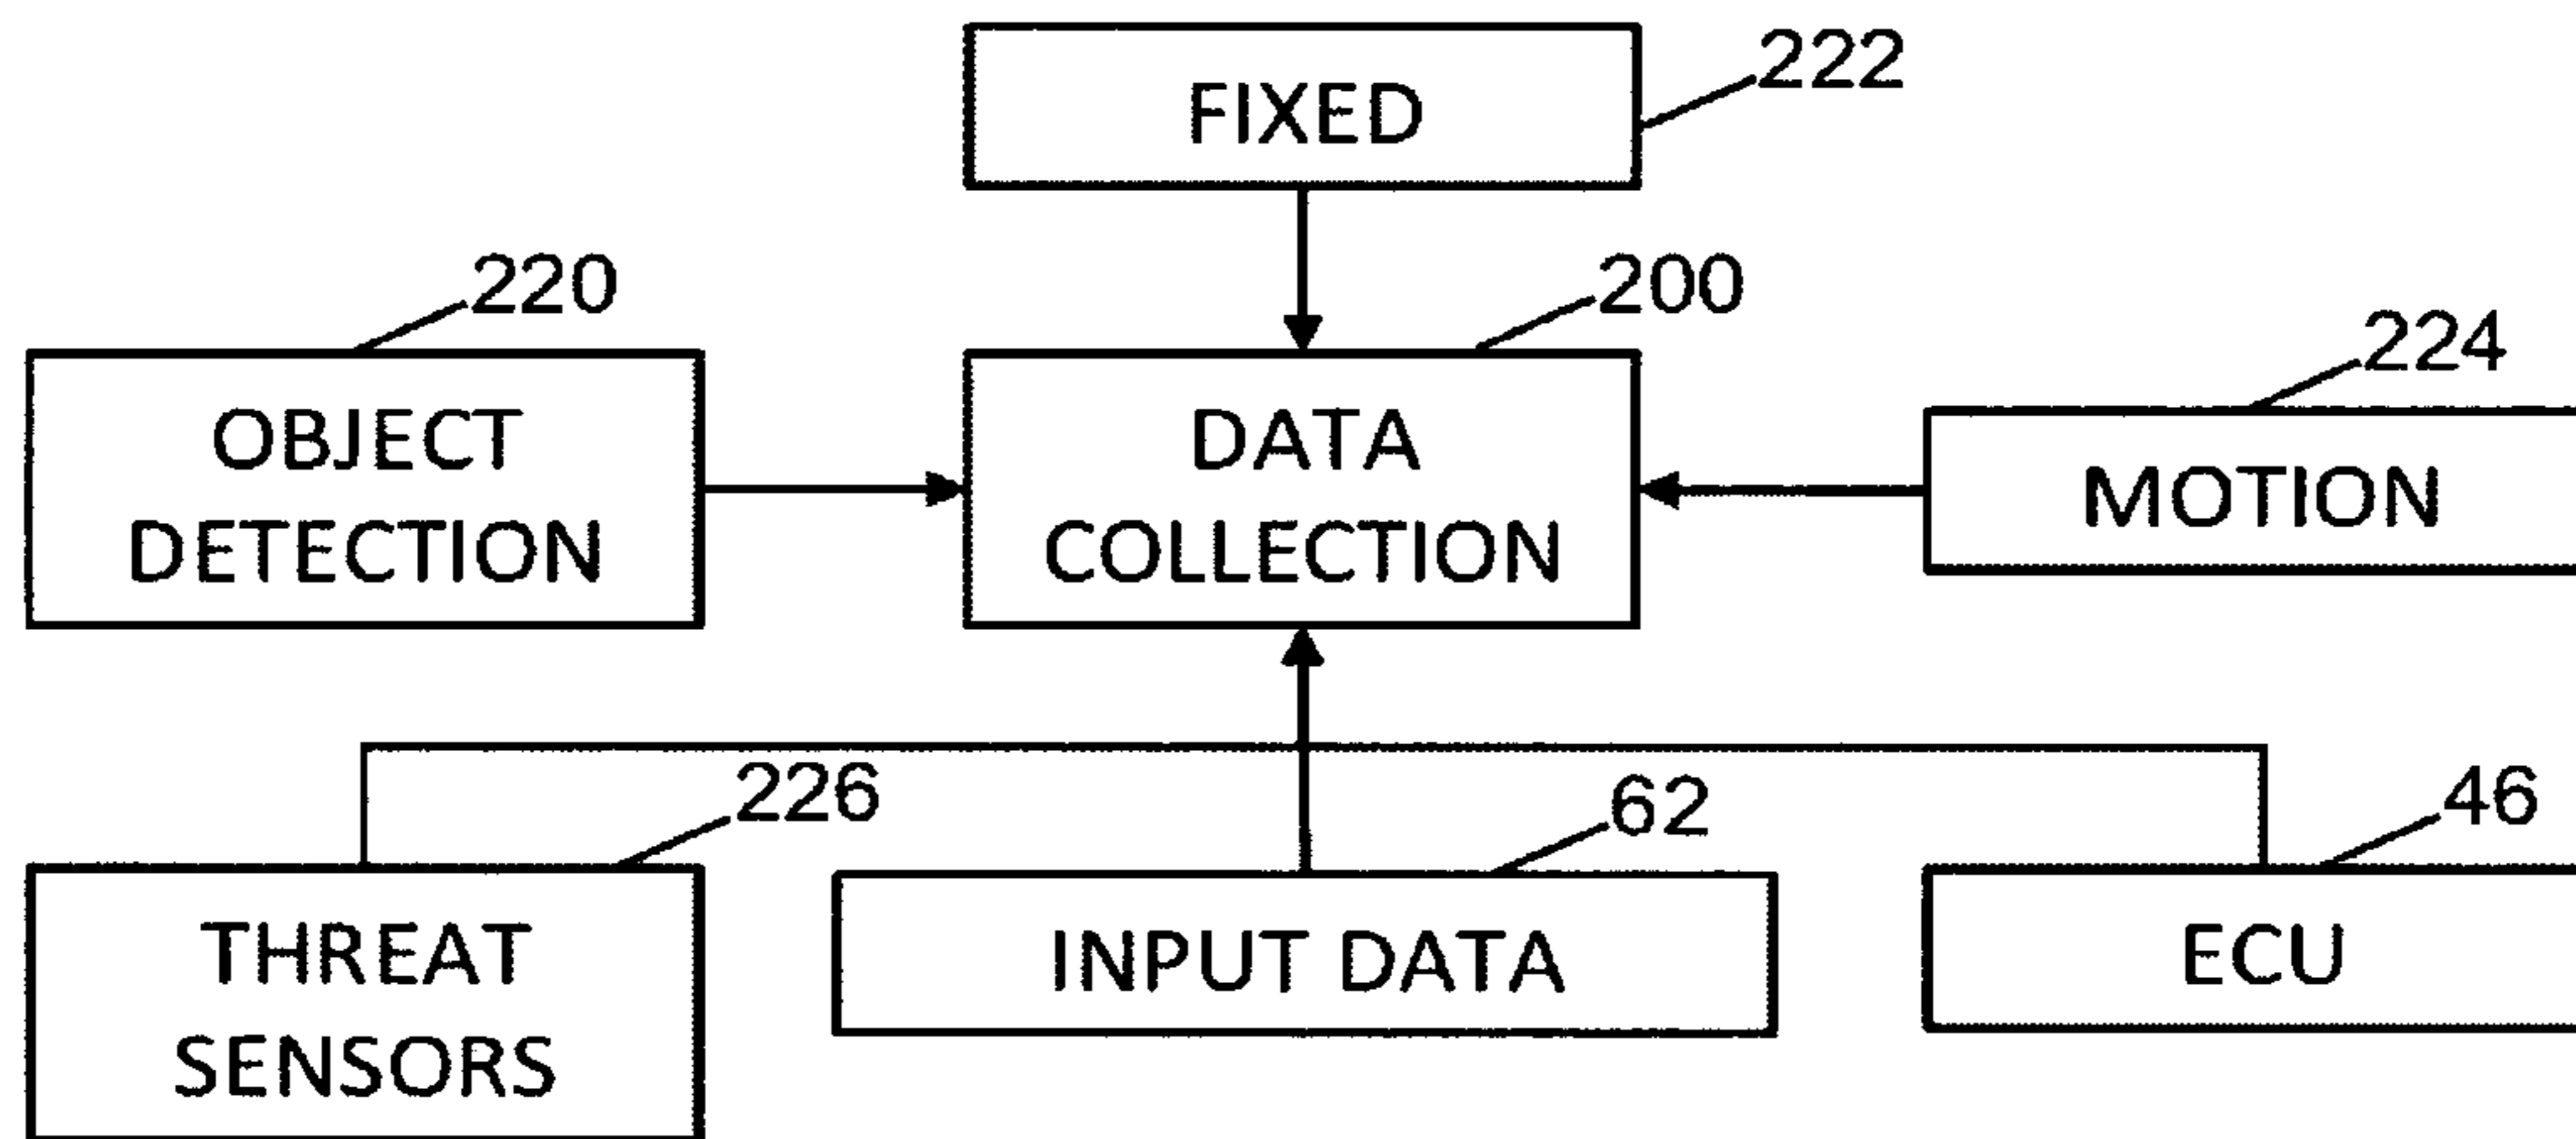 FIXED
222
220
200
224
OBJECT
DETECTION
DATA
COLLECTION
MOTION
226
62
46
THREAT
SENSORS
INPUT DATA
ECU